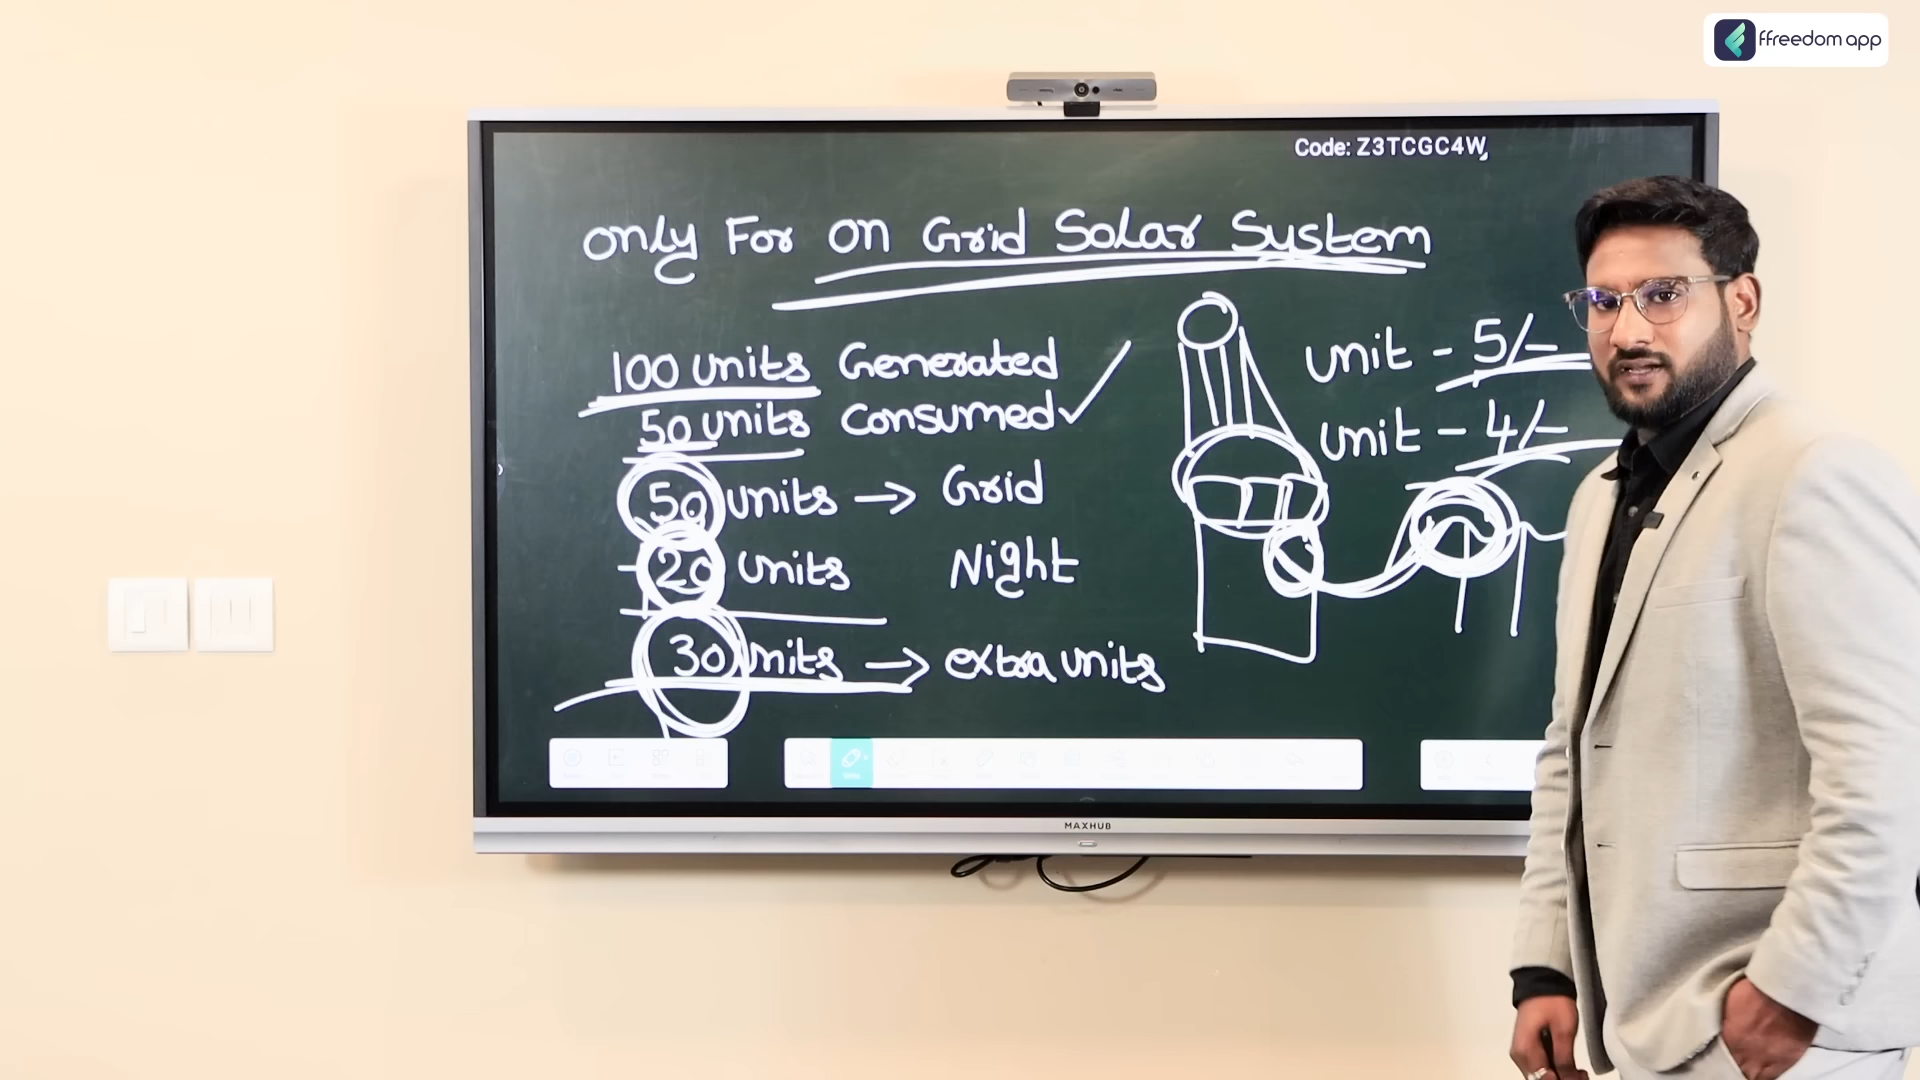 ffreedom app
Code: Z3TCGC4W
only For on Grid Solar System
100 units Generated
50 units Consumed
50 units → Grid
20 units Night
30 units → extra units
unit - 5/-
unit - 4/-
MAXHUB